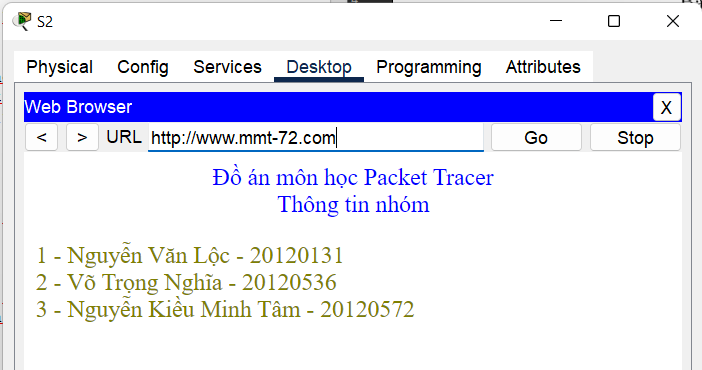 S2
Physical Config Services Desktop Programming Attributes
Web Browser X
< > URL http://www.mmt-72.com Go Stop
Đồ án môn học Packet Tracer
Thông tin nhóm
1 - Nguyễn Văn Lộc - 20120131
2 - Võ Trọng Nghĩa - 20120536
3 - Nguyễn Kiều Minh Tâm - 20120572